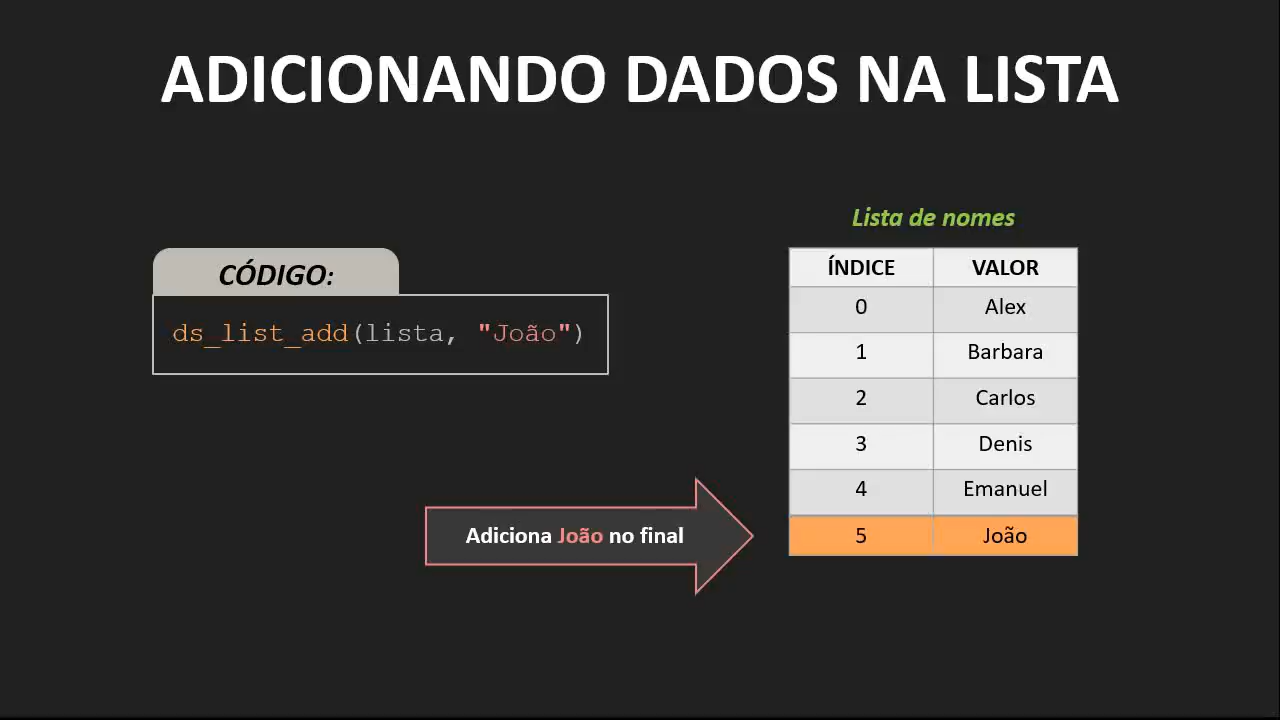 ADICIONANDO DADOS NA LISTA
CÓDIGO:
ds_list_add(lista, "João")
Lista de nomes
ÍNDICE VALOR
0 Alex
1 Barbara
2 Carlos
3 Denis
4 Emanuel
5 João
Adiciona João no final